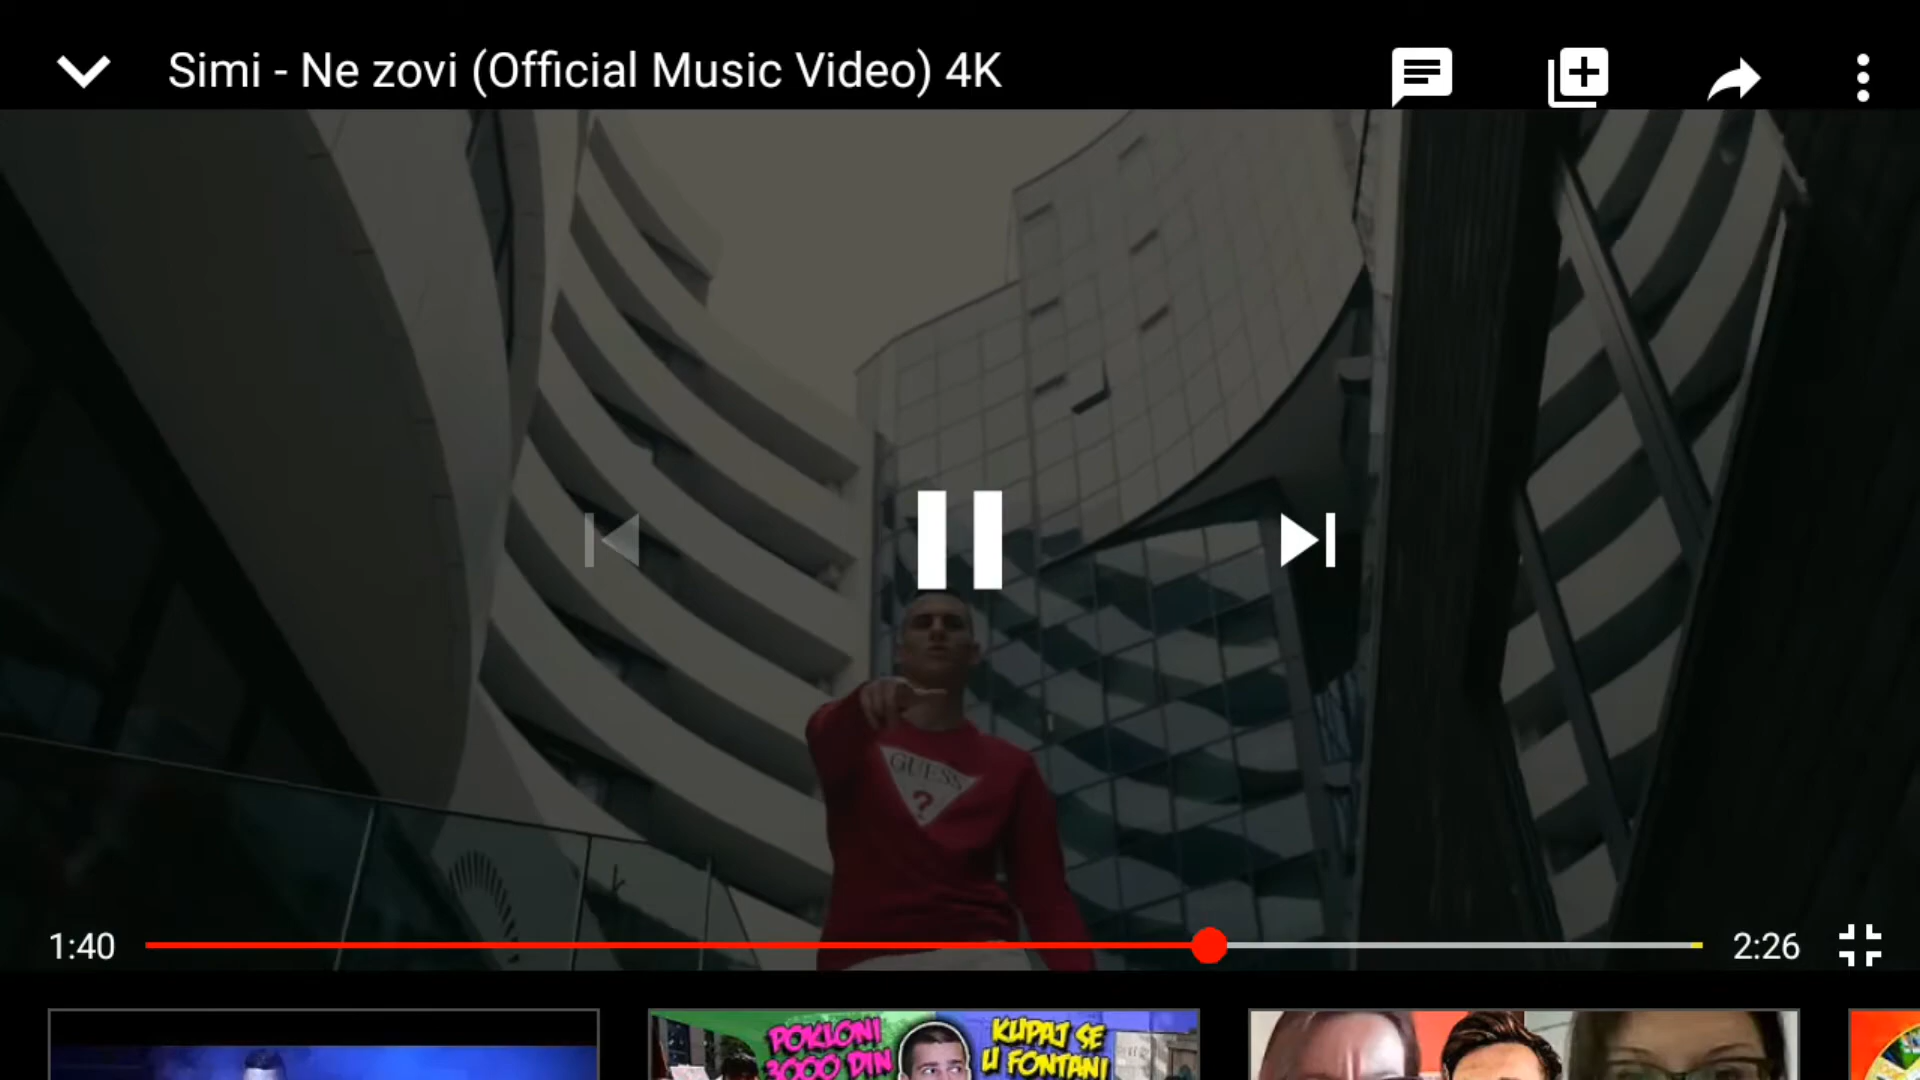 Simi - Ne zovi (Official Music Video) 4K
GUESS
?
1:40
2:26
POKLONI
3000 DIN
KUPAJ SE
U FONTANI